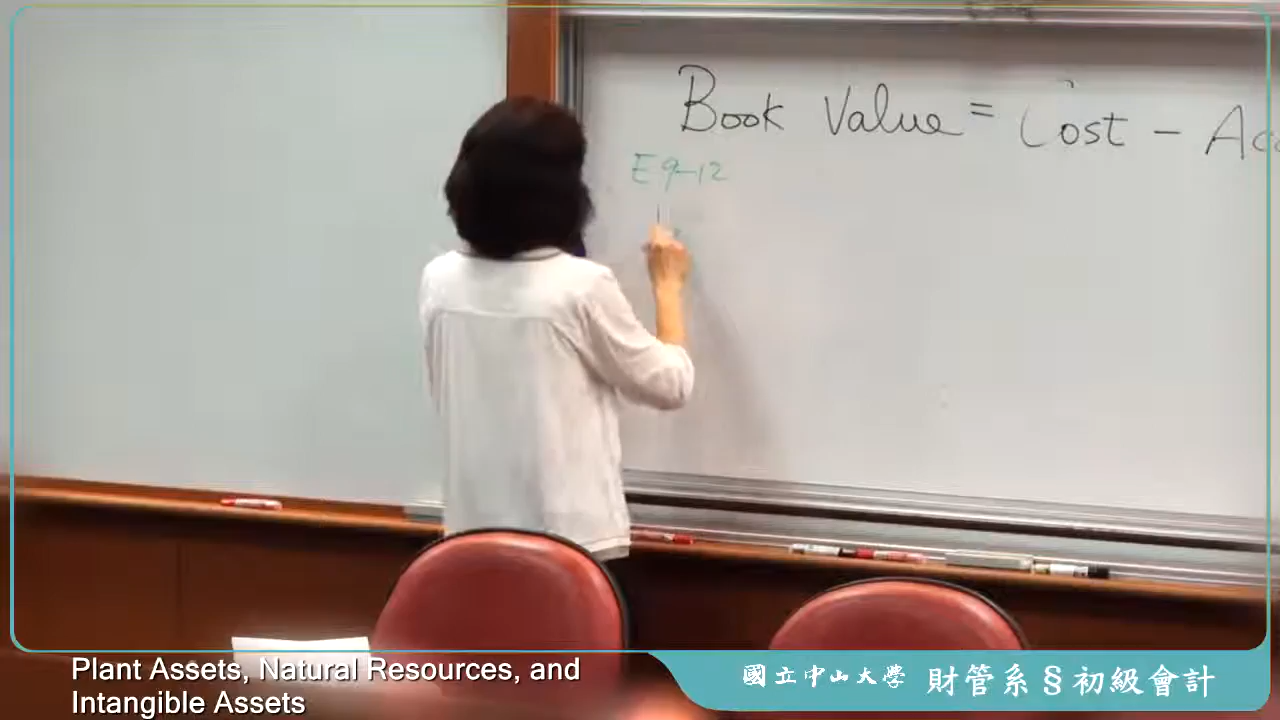 Book Value = Cost - Acc
E9-12
Plant Assets, Natural Resources, and
Intangible Assets
國立中山大學 財管系§初級會計